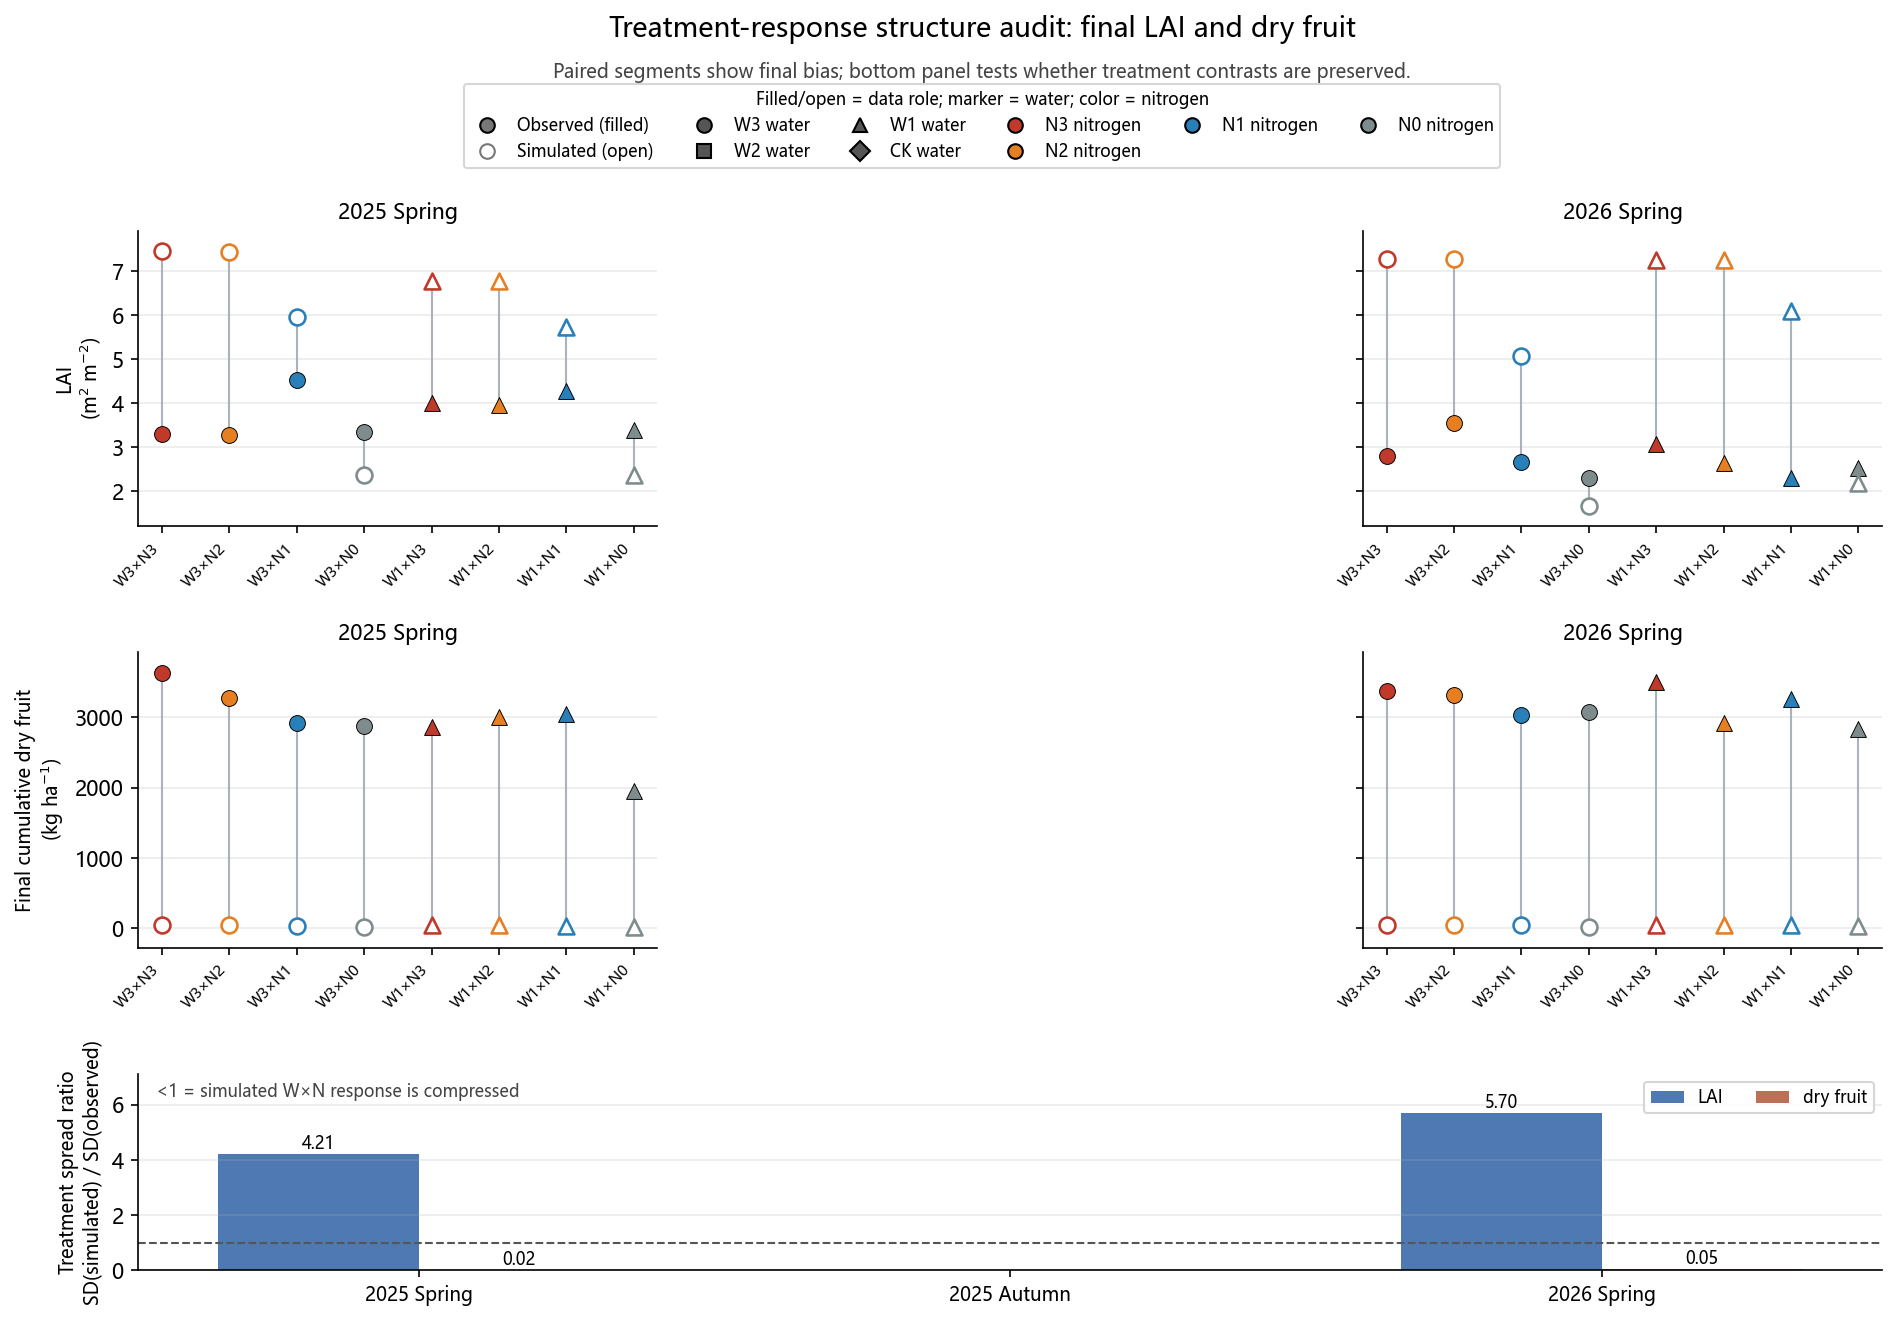 Treatment-response structure audit: final LAI and dry fruit
Paired segments show final bias; bottom panel tests whether treatment contrasts are preserved.
Filled/open = data role; marker = water; color = nitrogen
Observed (filled) W3 water W1 water N3 nitrogen N1 nitrogen N0 nitrogen
Simulated (open) W2 water CK water N2 nitrogen
2025 Spring
LAI
(m² m⁻²)
7
6
5
4
3
2
W3×N3 W3×N2 W3×N1 W3×N0 W1×N3 W1×N2 W1×N1 W1×N0
2026 Spring
W3×N3 W3×N2 W3×N1 W3×N0 W1×N3 W1×N2 W1×N1 W1×N0
2025 Spring
Final cumulative dry fruit
(kg ha⁻¹)
3000
2000
1000
0
W3×N3 W3×N2 W3×N1 W3×N0 W1×N3 W1×N2 W1×N1 W1×N0
2026 Spring
W3×N3 W3×N2 W3×N1 W3×N0 W1×N3 W1×N2 W1×N1 W1×N0
Treatment spread ratio
SD(simulated) / SD(observed)
<1 = simulated W×N response is compressed
LAI dry fruit
6
4
2
0
4.21
0.02
5.70
0.05
2025 Spring 2025 Autumn 2026 Spring